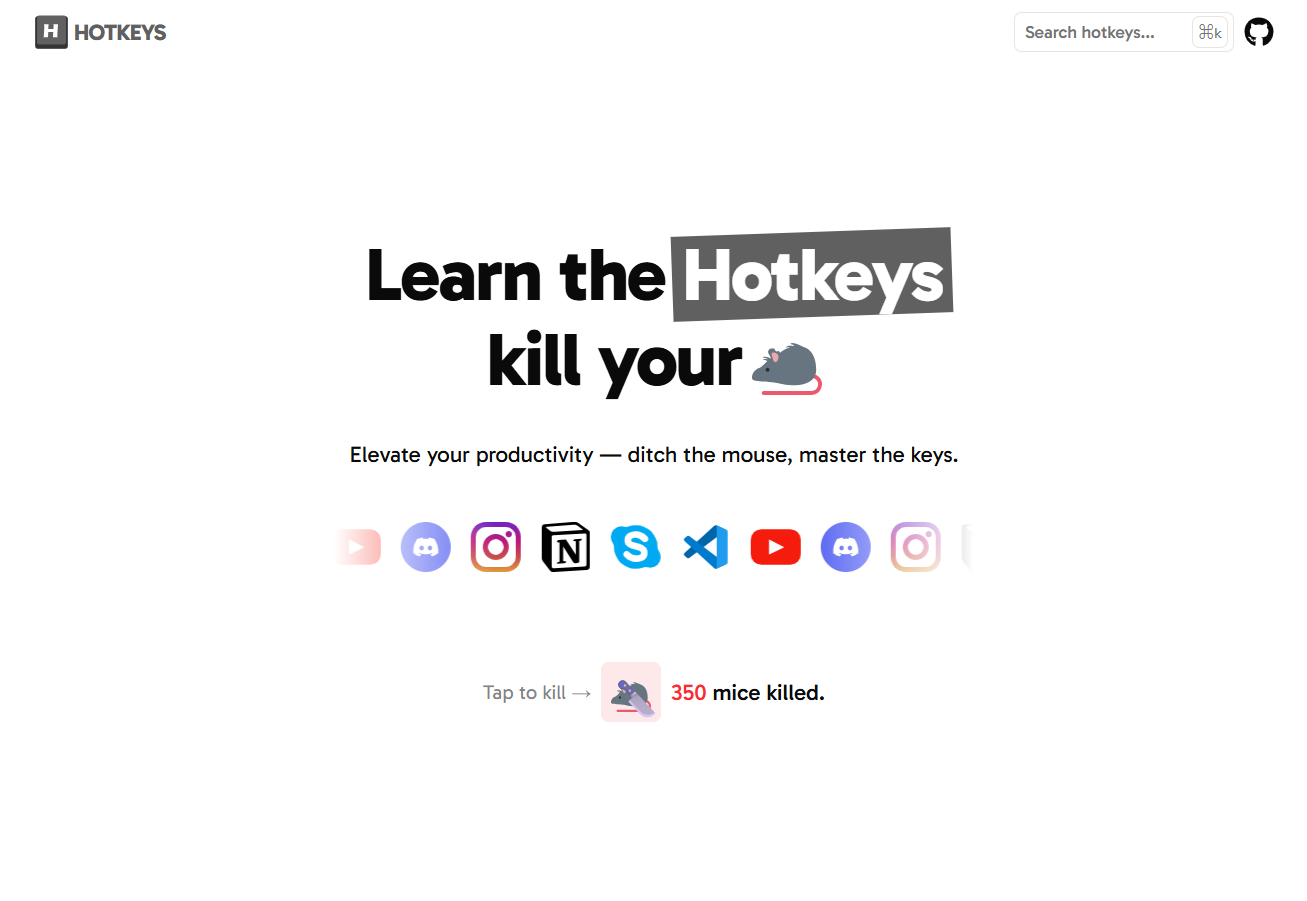 H HOTKEYS
Search hotkeys... ⌘k
Learn the Hotkeys
kill your
Elevate your productivity — ditch the mouse, master the keys.
N S
Tap to kill → 350 mice killed.